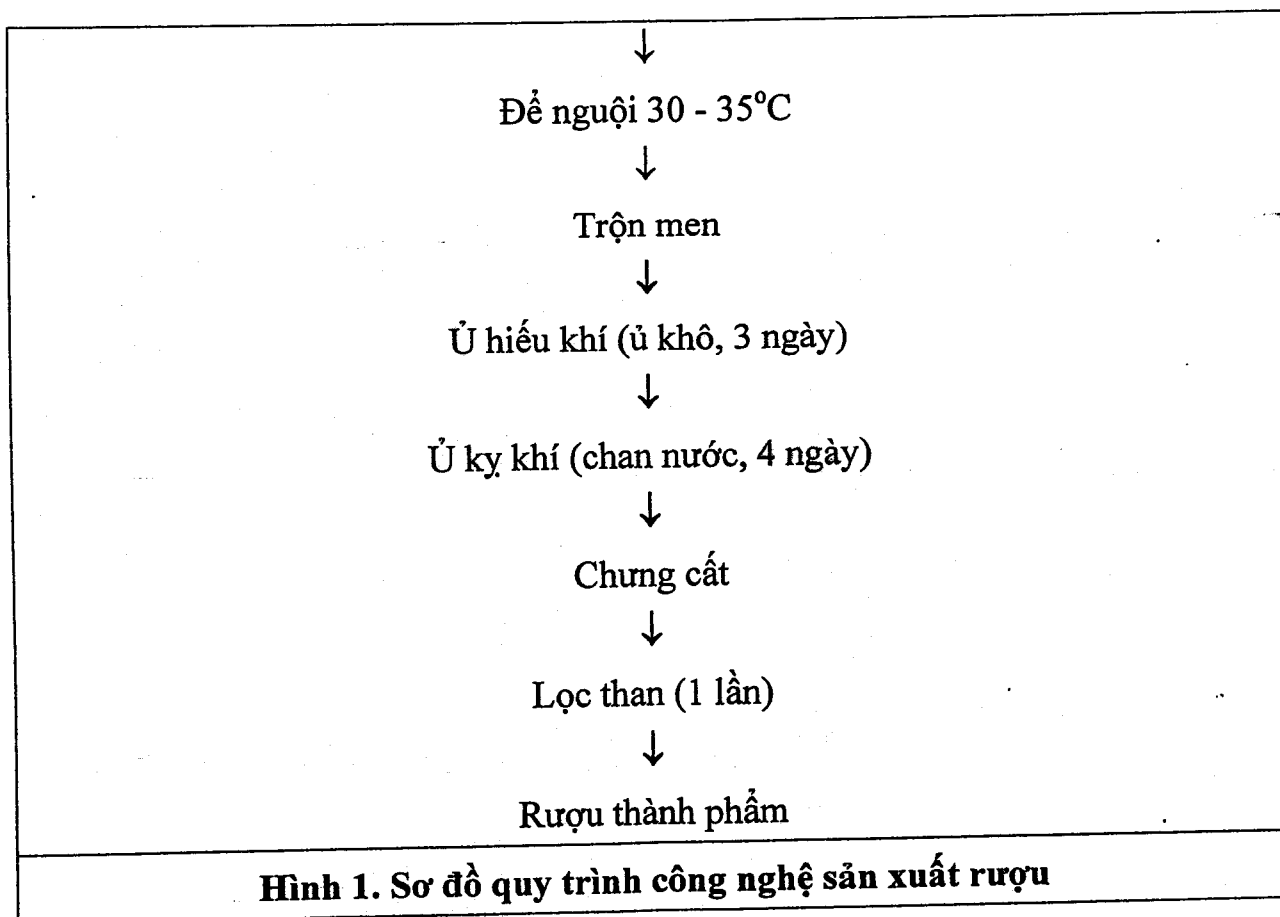 ↓
Để nguội 30 - 35°C
↓
Trộn men
↓
Ủ hiếu khí (ủ khô, 3 ngày)
↓
Ủ kỵ khí (chan nước, 4 ngày)
↓
Chưng cất
↓
Lọc than (1 lần)
↓
Rượu thành phẩm
Hình 1. Sơ đồ quy trình công nghệ sản xuất rượu